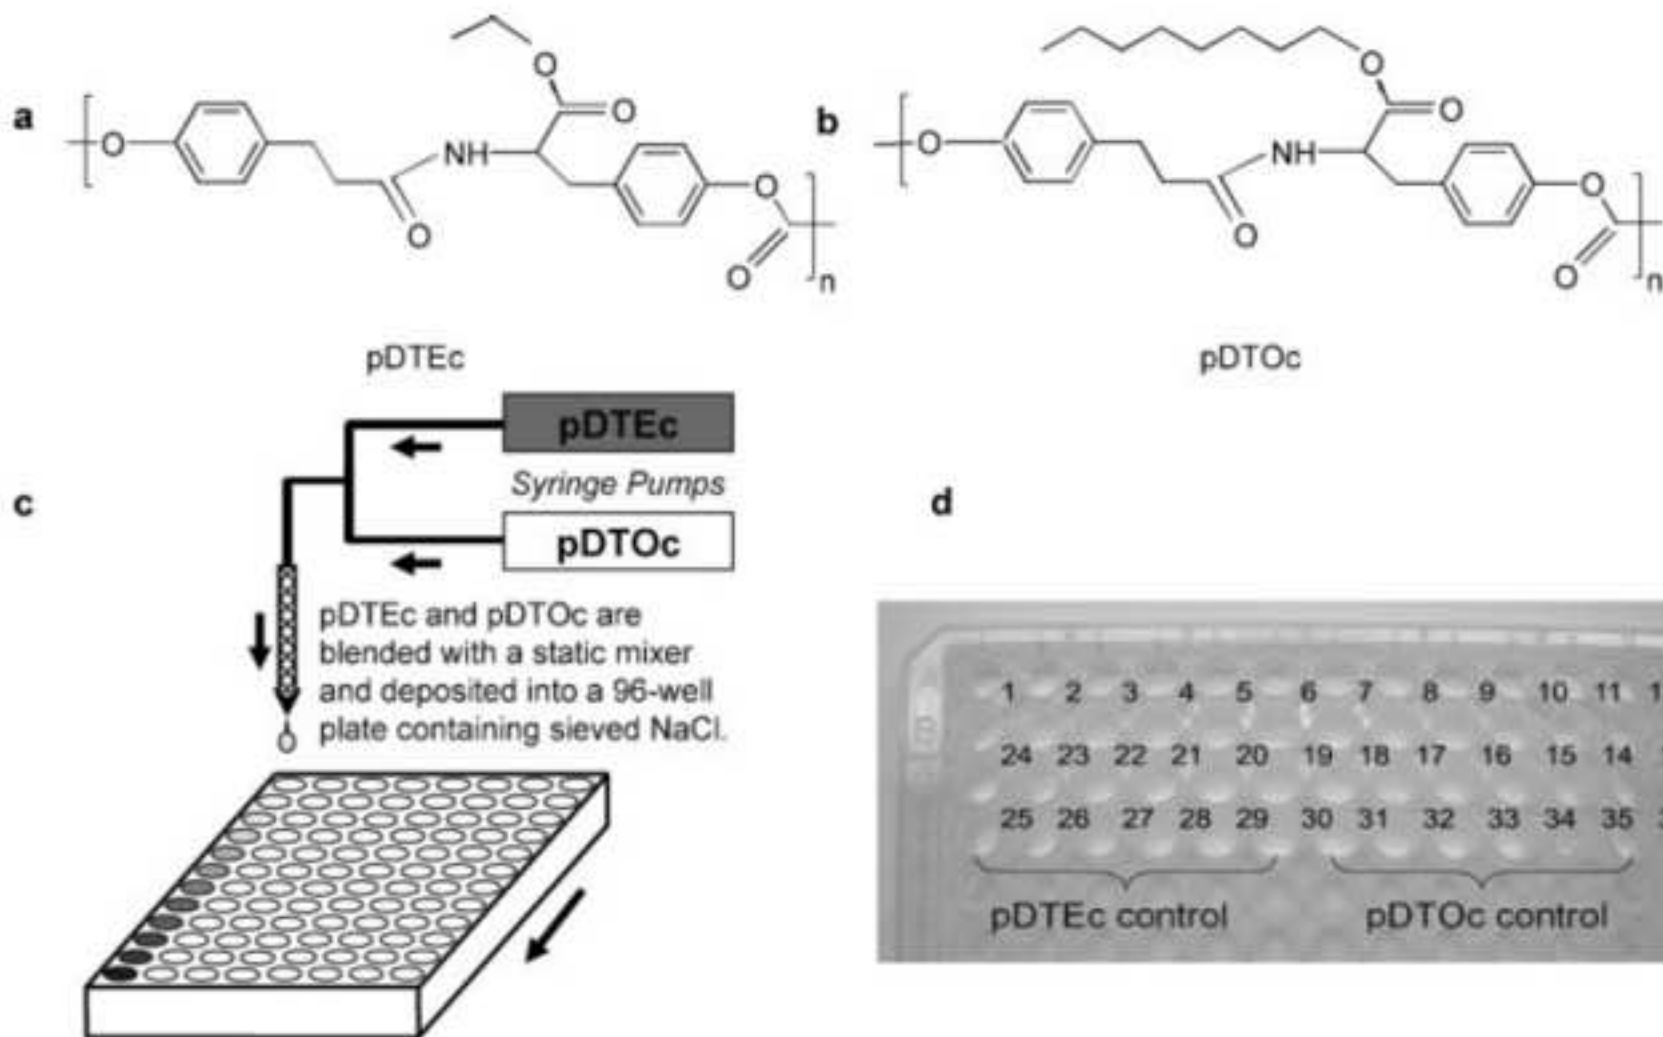 a
O
NH
O
O
O
O
O
n
pDTEc
b
O
NH
O
O
O
O
O
n
pDTOc
c
pDTEc
Syringe Pumps
pDTOc
pDTEc and pDTOc are
blended with a static mixer
and deposited into a 96-well
plate containing sieved NaCl.
d
1 2 3 4 5 6 7 8 9 10 11
24 23 22 21 20 19 18 17 16 15 14
25 26 27 28 29 30 31 32 33 34 35
pDTEc control
pDTOc control